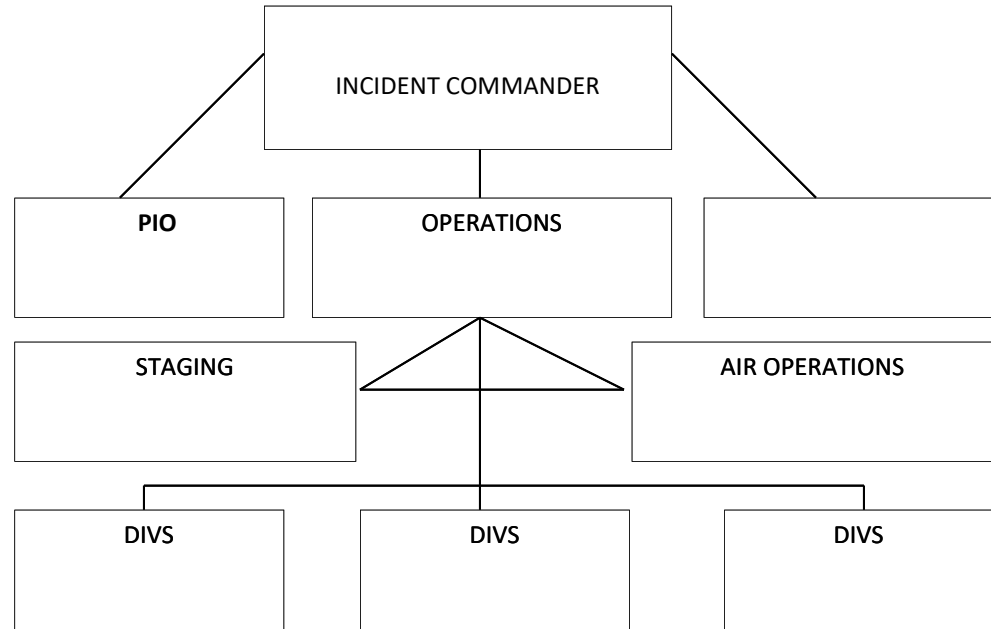 INCIDENT COMMANDER
PIO
OPERATIONS
STAGING
AIR OPERATIONS
DIVS
DIVS
DIVS